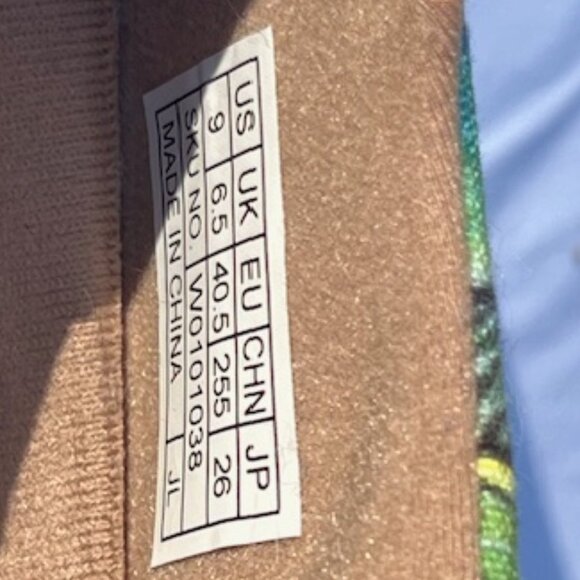 US UK EU CHN JP
9 6.5 40.5 255 26
SKU NO. W0101038
MADE IN CHINA JL